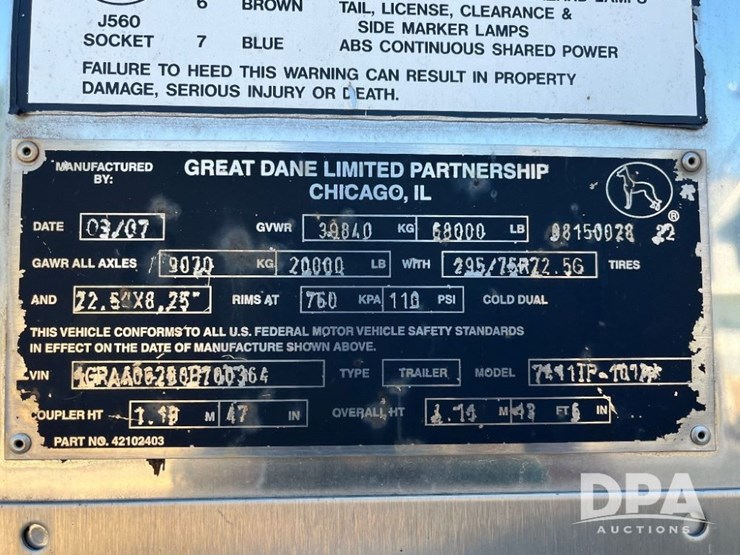 6 BROWN
TAIL, LICENSE, CLEARANCE &
SIDE MARKER LAMPS
J560
SOCKET 7 BLUE ABS CONTINUOUS SHARED POWER
FAILURE TO HEED THIS WARNING CAN RESULT IN PROPERTY
DAMAGE, SERIOUS INJURY OR DEATH.
MANUFACTURED BY: GREAT DANE LIMITED PARTNERSHIP
CHICAGO, IL
®
DATE 03/07 GVWR 30840 KG 68000 LB 98150028 22
GAWR ALL AXLES 9070 KG 20000 LB WITH 295/75R22.5G TIRES
AND 22.50X8.25" RIMS AT 760 KPA 110 PSI COLD DUAL
THIS VEHICLE CONFORMS TO ALL U.S. FEDERAL MOTOR VEHICLE SAFETY STANDARDS
IN EFFECT ON THE DATE OF MANUFACTURE SHOWN ABOVE.
VIN TYPE TRAILER MODEL
COUPLER HT 1.19 M 47 IN OVERALL HT M FT IN
PART NO. 42102403
DPA
AUCTIONS